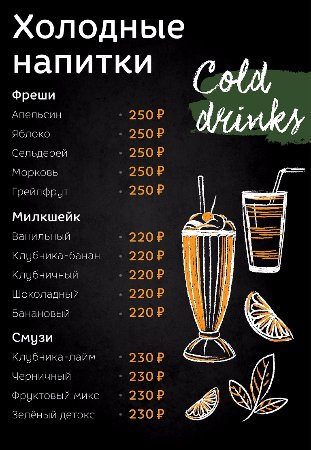 Холодные
напитки
Cold
drinks
Фреши
Апельсин • 250 ₽
Яблоко • 250 ₽
Сельдерей • 250 ₽
Морковь • 250 ₽
Грейпфрут • 250 ₽
Милкшейк
Ванильный • 220 ₽
Клубника-банан • 220 ₽
Клубничный • 220 ₽
Шоколадный • 220 ₽
Банановый • 220 ₽
Смузи
Клубника-лайм • 230 ₽
Черничный • 230 ₽
Фруктовый микс • 230 ₽
Зелёный детокс • 230 ₽